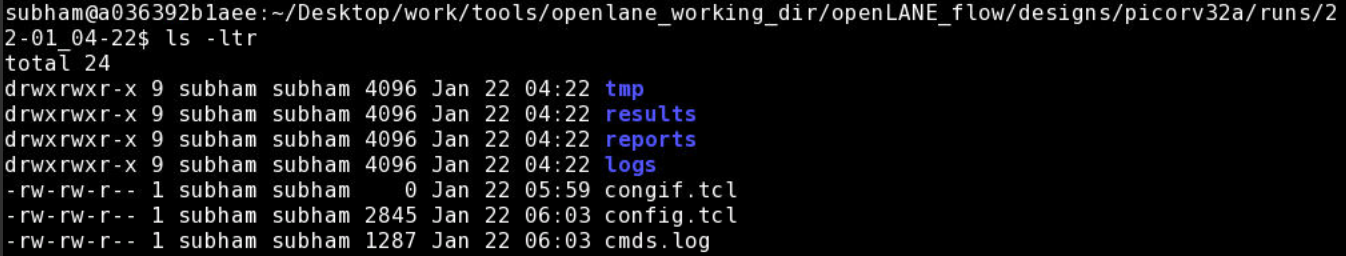 subham@a036392b1aee:~/Desktop/work/tools/openlane_working_dir/openLANE_flow/designs/picorv32a/runs/2
2-01_04-22$ ls -ltr
total 24
drwxrwxr-x 9 subham subham 4096 Jan 22 04:22 tmp
drwxrwxr-x 9 subham subham 4096 Jan 22 04:22 results
drwxrwxr-x 9 subham subham 4096 Jan 22 04:22 reports
drwxrwxr-x 9 subham subham 4096 Jan 22 04:22 logs
-rw-rw-r-- 1 subham subham    0 Jan 22 05:59 congif.tcl
-rw-rw-r-- 1 subham subham 2845 Jan 22 06:03 config.tcl
-rw-rw-r-- 1 subham subham 1287 Jan 22 06:03 cmds.log